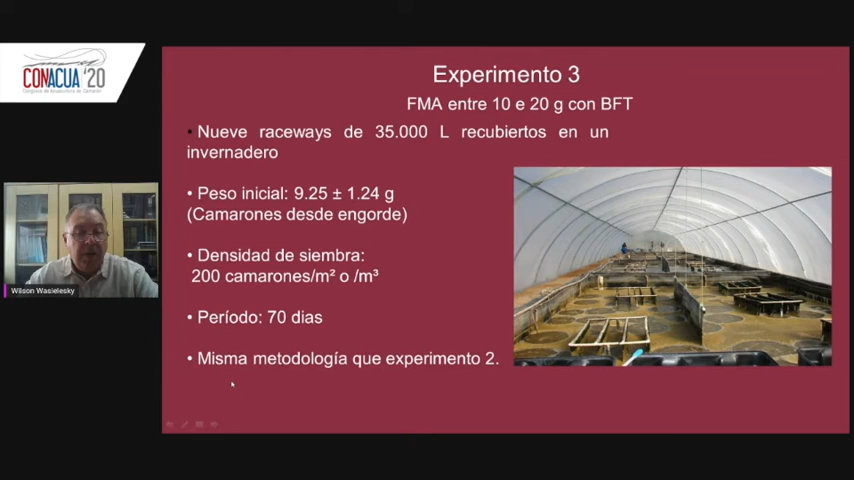 CONACUA '20
Experimento 3
FMA entre 10 e 20 g con BFT
• Nueve raceways de 35.000 L recubiertos en un
invernadero
• Peso inicial: 9.25 ± 1.24 g
(Camarones desde engorde)
• Densidad de siembra:
200 camarones/m² o /m³
• Período: 70 dias
• Misma metodología que experimento 2.
Wilson Wasielesky